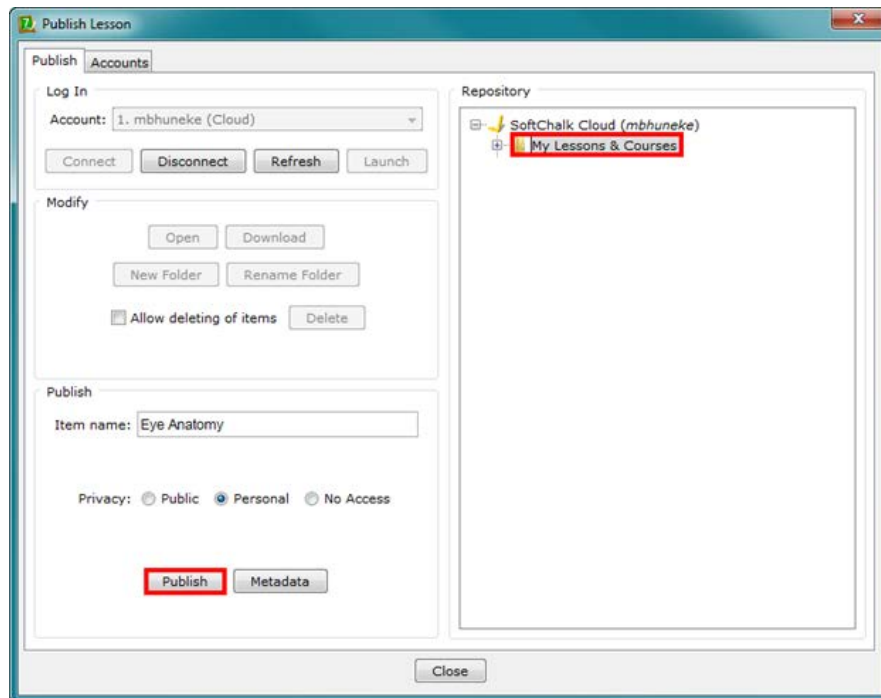 Publish Lesson
Publish Accounts
Log In
Account: 1. mbhuneke (Cloud)
Connect Disconnect Refresh Launch
Modify
Open Download
New Folder Rename Folder
Allow deleting of items Delete
Publish
Item name: Eye Anatomy
Privacy: Public Personal No Access
Publish Metadata
Repository
SoftChalk Cloud (mbhuneke)
My Lessons & Courses
Close